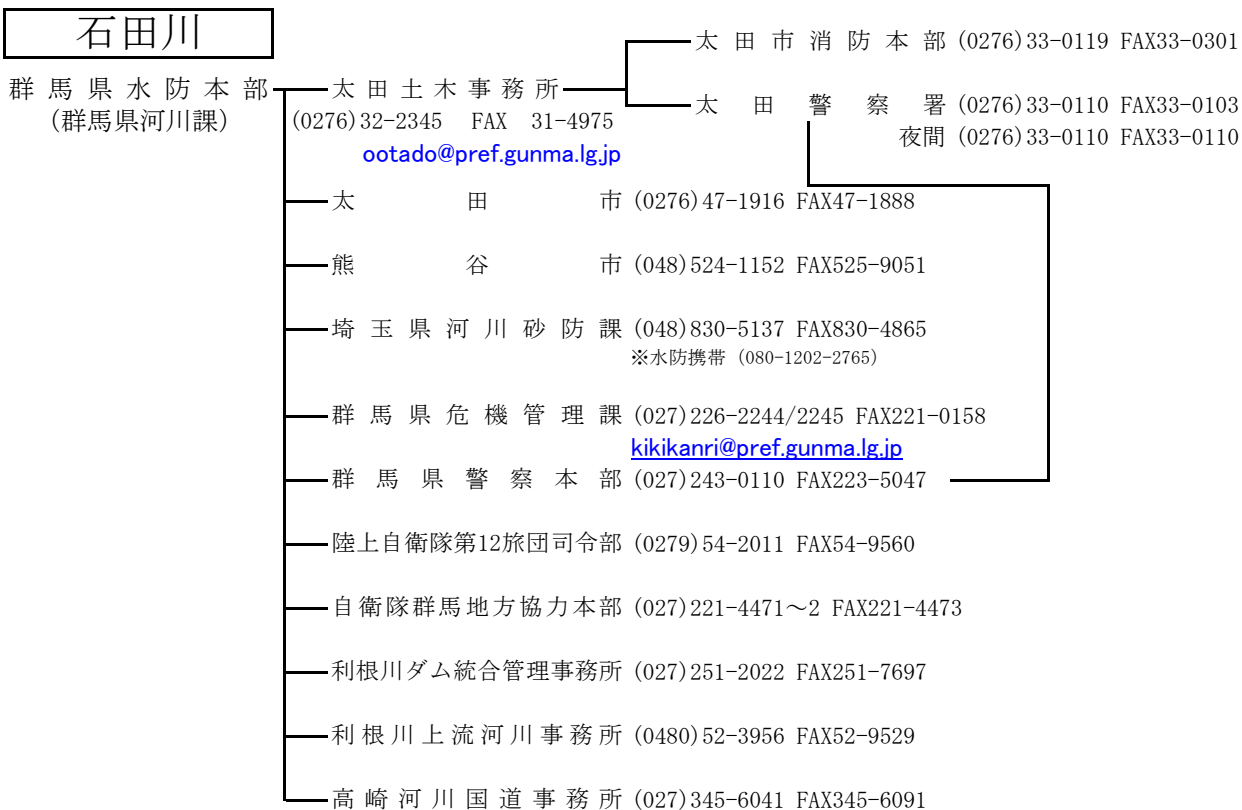 石田川
太田市消防本部 (0276)33-0119 FAX33-0301
群馬県水防本部 太田土木事務所
(群馬県河川課) (0276)32-2345 FAX 31-4975
ootado@pref.gunma.lg.jp
太田警察署 (0276)33-0110 FAX33-0103
夜間 (0276)33-0110 FAX33-0110
太田市 (0276)47-1916 FAX47-1888
熊谷市 (048)524-1152 FAX525-9051
埼玉県河川砂防課 (048)830-5137 FAX830-4865
※水防携帯 (080-1202-2765)
群馬県危機管理課 (027)226-2244/2245 FAX221-0158
kikikanri@pref.gunma.lg.jp
群馬県警察本部 (027)243-0110 FAX223-5047
陸上自衛隊第12旅団司令部 (0279)54-2011 FAX54-9560
自衛隊群馬地方協力本部 (027)221-4471～2 FAX221-4473
利根川ダム統合管理事務所 (027)251-2022 FAX251-7697
利根川上流河川事務所 (0480)52-3956 FAX52-9529
高崎河川国道事務所 (027)345-6041 FAX345-6091